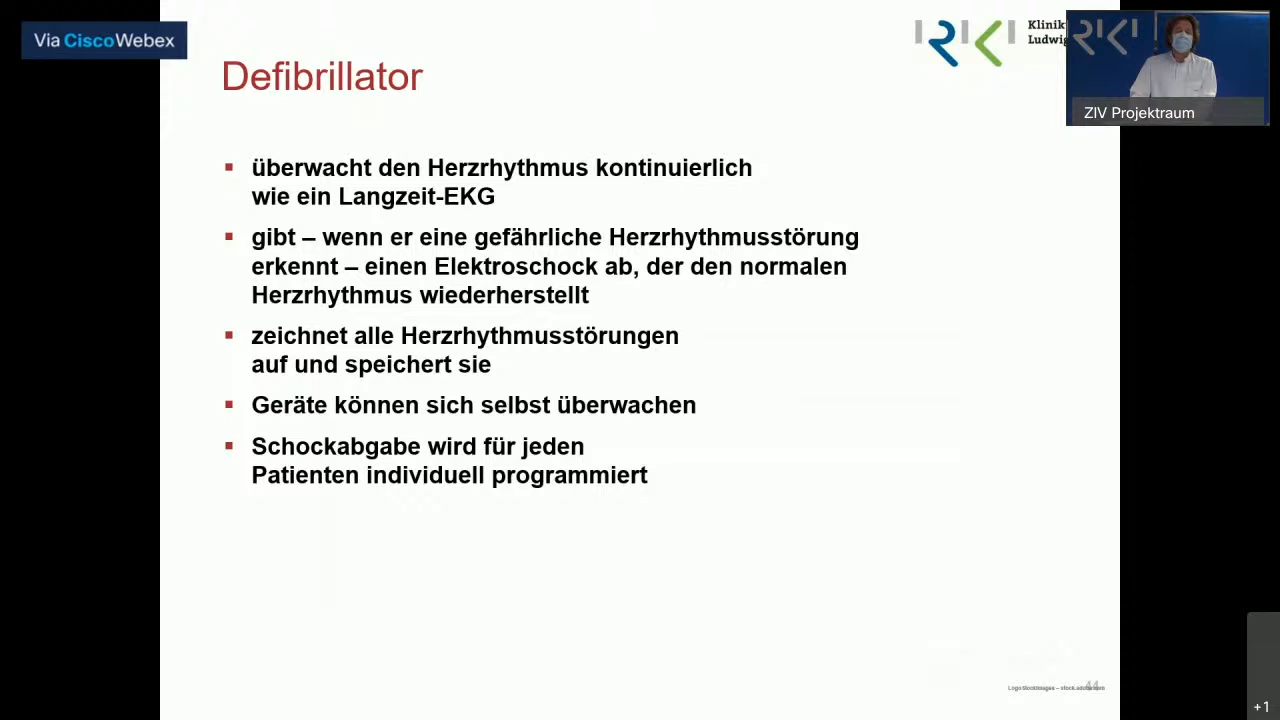 Via CiscoWebex
Defibrillator
Klinik
Ludwig
ZIV Projektraum
▪ überwacht den Herzrhythmus kontinuierlich
wie ein Langzeit-EKG
▪ gibt – wenn er eine gefährliche Herzrhythmusstörung
erkennt – einen Elektroschock ab, der den normalen
Herzrhythmus wiederherstellt
▪ zeichnet alle Herzrhythmusstörungen
auf und speichert sie
▪ Geräte können sich selbst überwachen
▪ Schockabgabe wird für jeden
Patienten individuell programmiert
44
+1